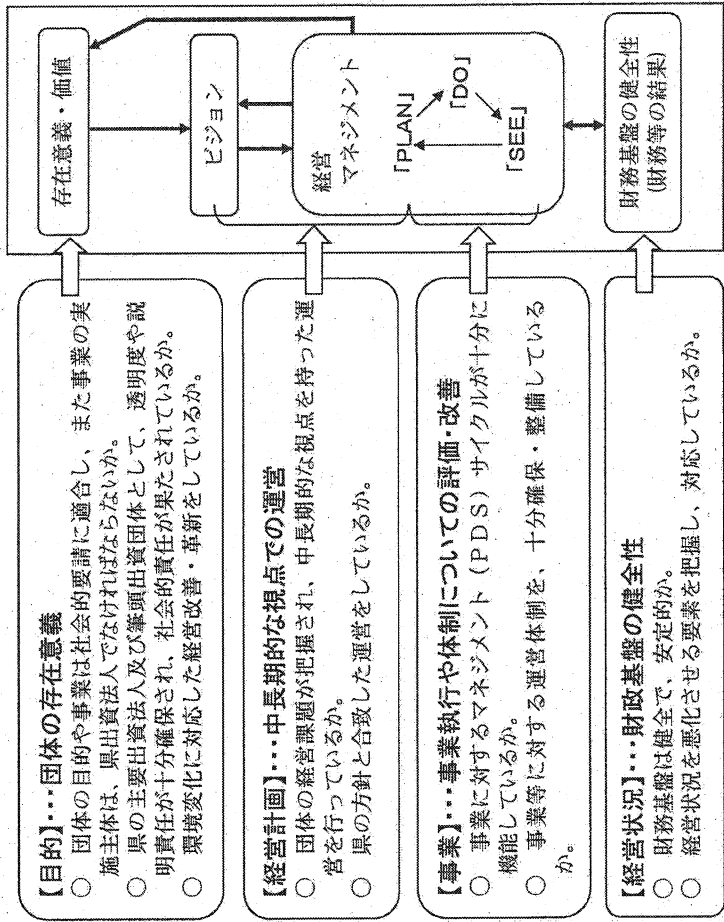 【目的】･･･団体の存在意義
○ 団体の目的や事業は社会的要請に適合し、また事業の実
施主体は、県出資法人でなければならないか。
○ 県の主要出資法人及び筆頭出資団体として、透明度や説
明責任が十分確保され、社会的責任が果たされているか。
○ 環境変化に対応した経営改善・革新をしているか。
【経営計画】･･･中長期的な視点での運営
○ 団体の経営課題が把握され、中長期的な視点を持った運
営を行っているか。
○ 県の方針と合致した運営をしているか。
【事業】･･･事業執行や体制についての評価・改善
○ 事業に対するマネジメント（ＰＤＳ）サイクルが十分に
機能しているか。
○ 事業等に対する運営体制を、十分確保・整備している
か。
【経営状況】･･･財政基盤の健全性
○ 財務基盤は健全で、安定的か。
○ 経営状況を悪化させる要素を把握し、対応しているか。
存在意義・価値
ビジョン
経営
マネジメント
「PLAN」
「DO」
「SEE」
財務基盤の健全性
(財務等の結果)